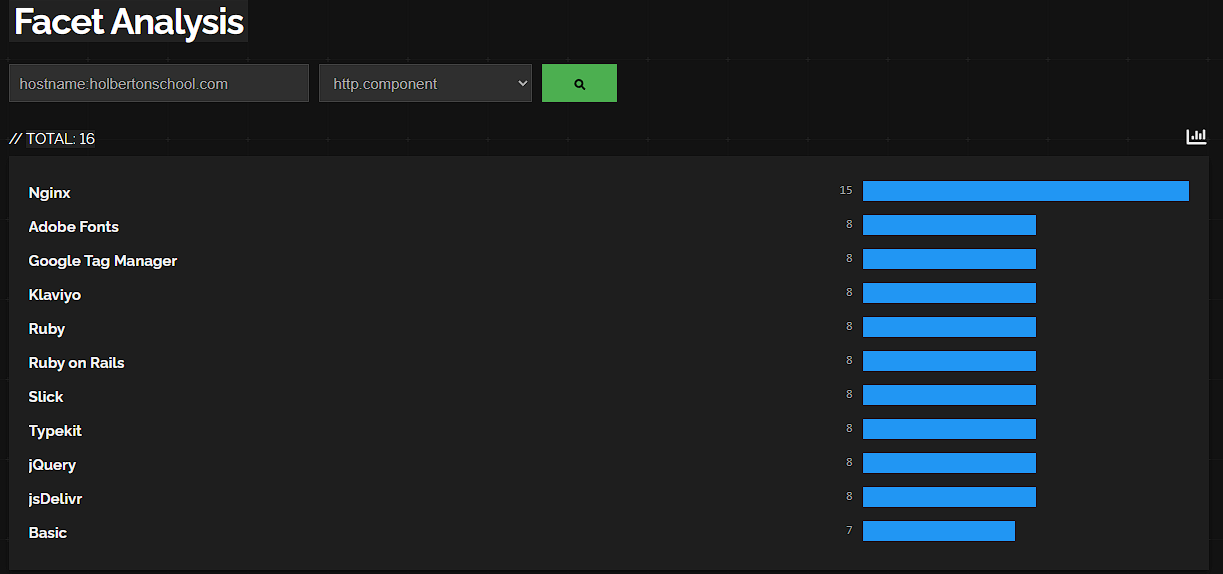 Facet Analysis
hostname:holbertonschool.com http.component
// TOTAL: 16
Nginx 15
Adobe Fonts 8
Google Tag Manager 8
Klaviyo 8
Ruby 8
Ruby on Rails 8
Slick 8
Typekit 8
jQuery 8
jsDelivr 8
Basic 7